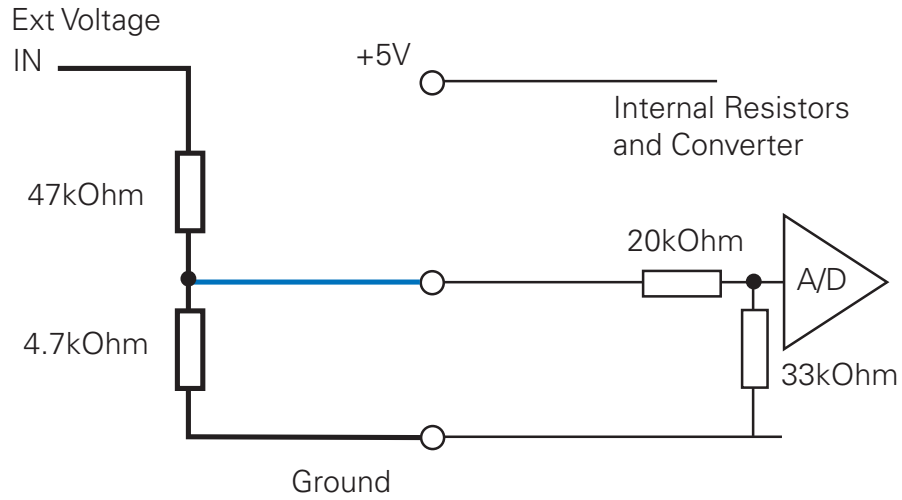 Ext Voltage
IN
+5V
Internal Resistors
and Converter
47kOhm
20kOhm
A/D
4.7kOhm
33kOhm
Ground